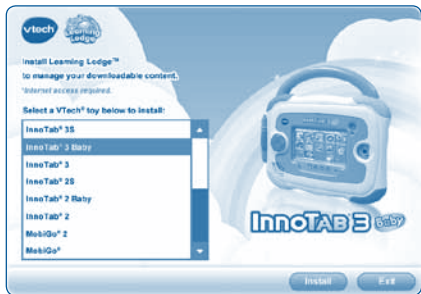 vtech
Learning
Lodge
Install Learning Lodge™
to manage your downloadable content.
*Internet access required.
Select a VTech® toy below to install:
InnoTab® 3S
InnoTab® 3 Baby
InnoTab® 3
InnoTab® 2S
InnoTab® 2 Baby
InnoTab® 2
MobiGo® 2
MobiGo®
INNOTAB 3 Baby
Install
Exit